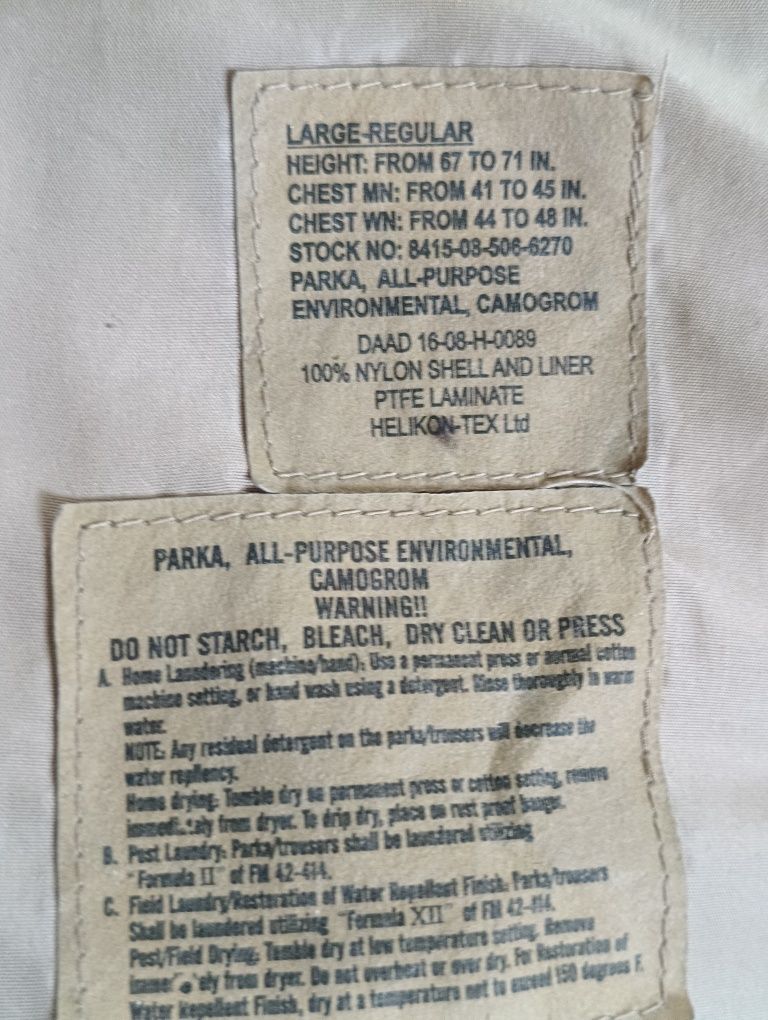 LARGE-REGULAR
HEIGHT: FROM 67 TO 71 IN.
CHEST MN: FROM 41 TO 45 IN.
CHEST WN: FROM 44 TO 48 IN.
STOCK NO: 8415-08-506-6270
PARKA, ALL-PURPOSE
ENVIRONMENTAL, CAMOGROM
DAAD 16-08-H-0089
100% NYLON SHELL AND LINER
PTFE LAMINATE
HELIKON-TEX Ltd
PARKA, ALL-PURPOSE ENVIRONMENTAL,
CAMOGROM
WARNING!!
DO NOT STARCH, BLEACH, DRY CLEAN OR PRESS
A. Home Laundering (machine/hand): Use a permanent press or normal cotton
machine setting, or hand wash using a detergent. Rinse thoroughly in warm
water.
NOTE: Any residual detergent on the parka/trousers will decrease the
water repllency.
Home drying: Tumble dry on permanent press or cotton setting, remove
from dryer. To drip dry, place on rust proof hanger.
B. Post Laundry: Parka/trousers shall be laundered utilizing
"Formula II" of FM 42-414.
C. Field Laundry/Restoration of Water Repellent Finish: Parka/trousers
Shall be laundered utilizing "Formula XII" of FM 42-414.
Post/Field Drying: Tumble dry at low temperature setting. Remove
from dryer. Do not overheat or over dry. For Restoration of
Water Repellent Finish, dry at a temperature not to exceed 150 degrees F.